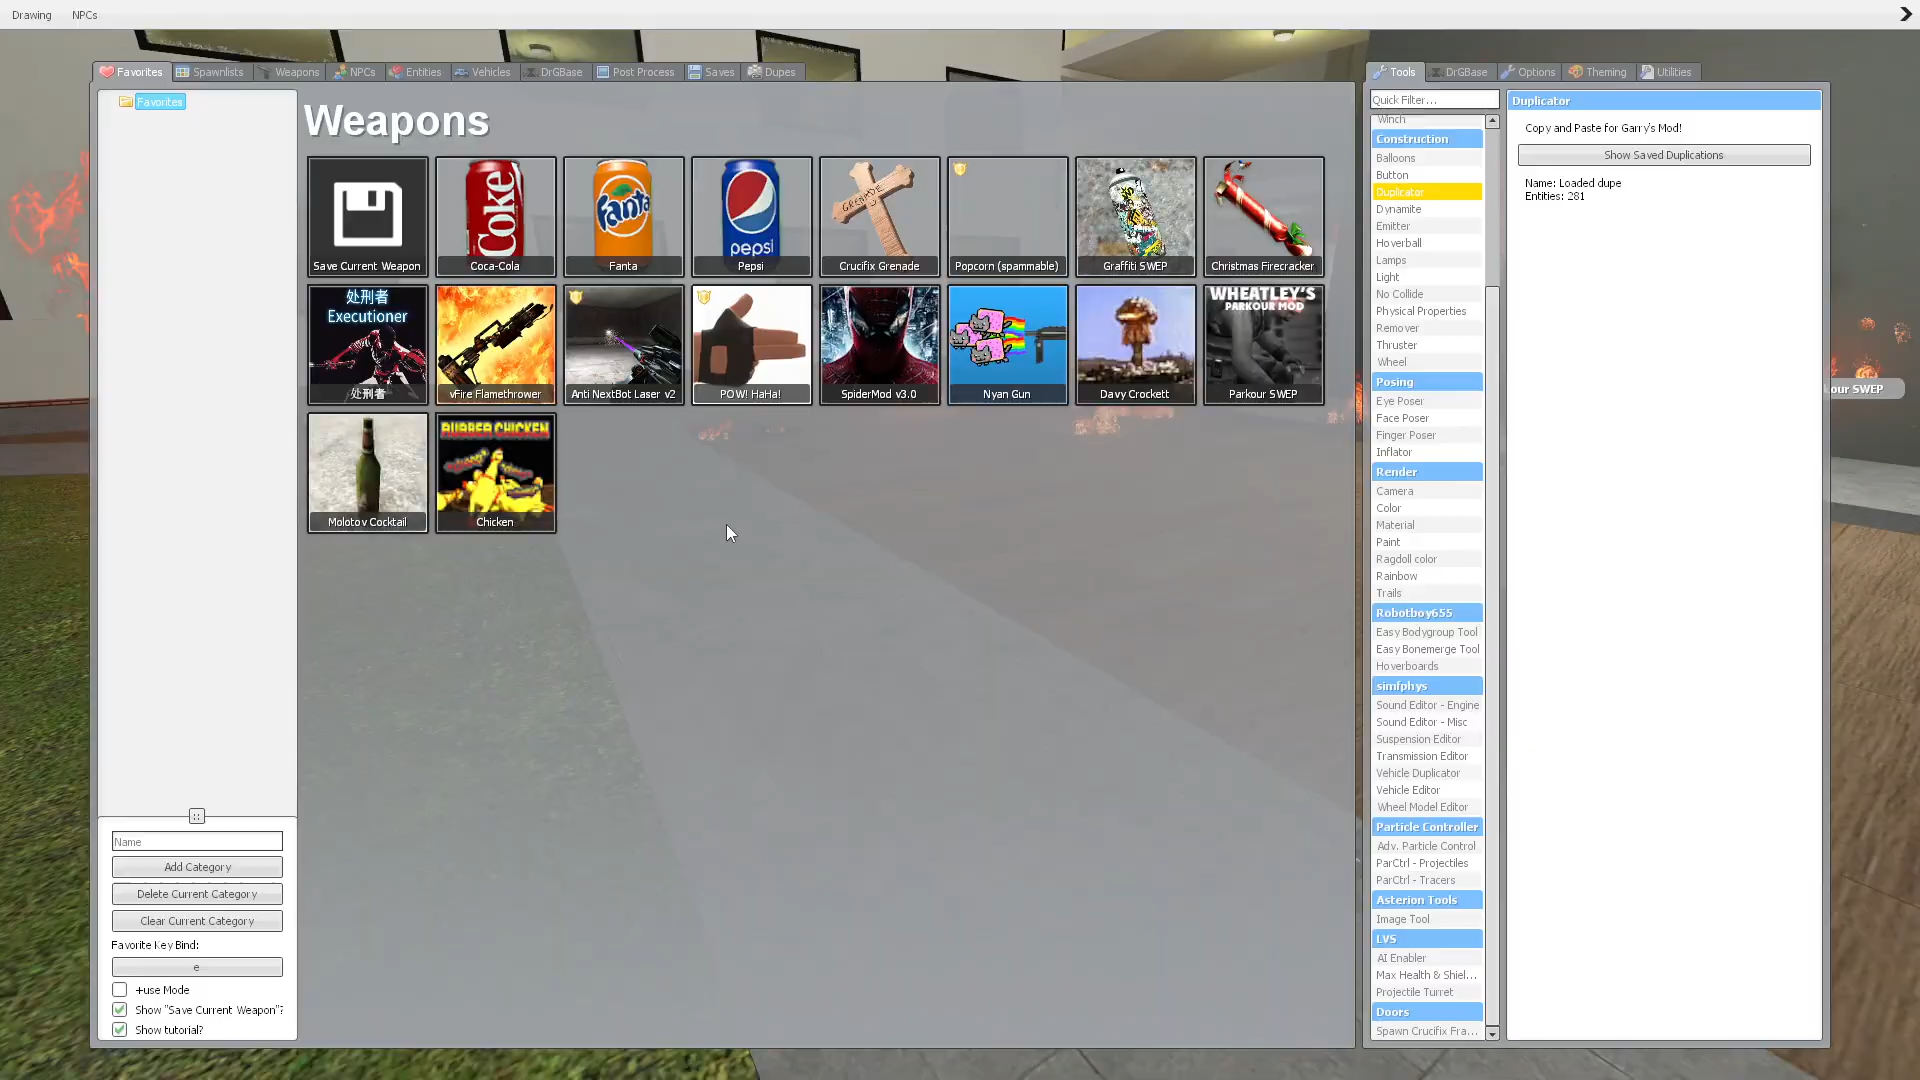 Drawing NPCs
Favorites Spawnlists Weapons NPCs Entities Vehicles DrGBase Post Process Saves Dupes
Favorites
Weapons
Save Current Weapon
Coke
Coca-Cola
Fanta
Fanta
pepsi
Pepsi
GRENADE
Crucifix Grenade
Popcorn (spammable)
Graffiti SWEP
Christmas Firecracker
处刑者
Executioner
处刑者
vFire Flamethrower
Anti NextBot Laser v2
POW! HaHa!
SpiderMod v3.0
Nyan Gun
Davy Crockett
WHEATLEY'S
PARKOUR MOD
Parkour SWEP
Molotov Cocktail
RUBBER CHICKEN
Chicken
Name
Add Category
Delete Current Category
Clear Current Category
Favorite Key Bind:
e
+use Mode
Show "Save Current Weapon"?
Show tutorial?
Tools DrGBase Options Theming Utilities
Quick Filter...
Winch
Construction
Balloons
Button
Duplicator
Dynamite
Emitter
Hoverball
Lamps
Light
No Collide
Physical Properties
Remover
Thruster
Wheel
Posing
Eye Poser
Face Poser
Finger Poser
Inflator
Render
Camera
Color
Material
Paint
Ragdoll color
Rainbow
Trails
Robotboy655
Easy Bodygroup Tool
Easy Bonemerge Tool
Hoverboards
simfphys
Sound Editor - Engine
Sound Editor - Misc
Suspension Editor
Transmission Editor
Vehicle Duplicator
Vehicle Editor
Wheel Model Editor
Particle Controller
Adv. Particle Control
ParCtrl - Projectiles
ParCtrl - Tracers
Asterion Tools
Image Tool
LVS
AI Enabler
Max Health & Shiel...
Projectile Turret
Doors
Spawn Crucifix Fra...
Duplicator
Copy and Paste for Garry's Mod!
Show Saved Duplications
Name: Loaded dupe
Entities: 281
kour SWEP